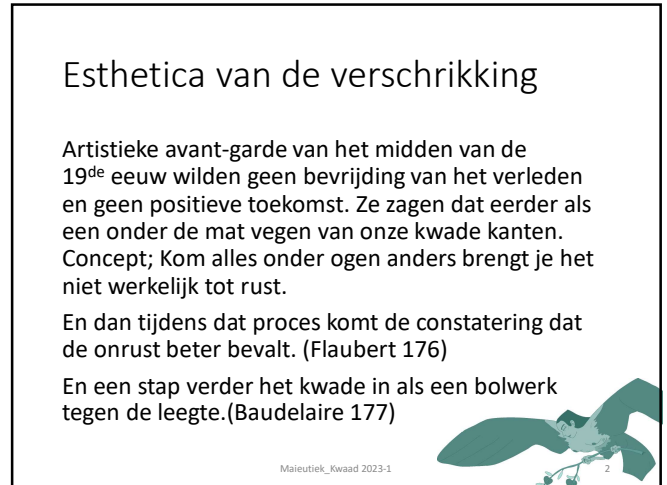 Esthetica van de verschrikking
Artistieke avant-garde van het midden van de
19de eeuw wilden geen bevrijding van het verleden
en geen positieve toekomst. Ze zagen dat eerder als
een onder de mat vegen van onze kwade kanten.
Concept; Kom alles onder ogen anders brengt je het
niet werkelijk tot rust.
En dan tijdens dat proces komt de constatering dat
de onrust beter bevalt. (Flaubert 176)
En een stap verder het kwade in als een bolwerk
tegen de leegte.(Baudelaire 177)
Maieutiek_Kwaad 2023-1
2